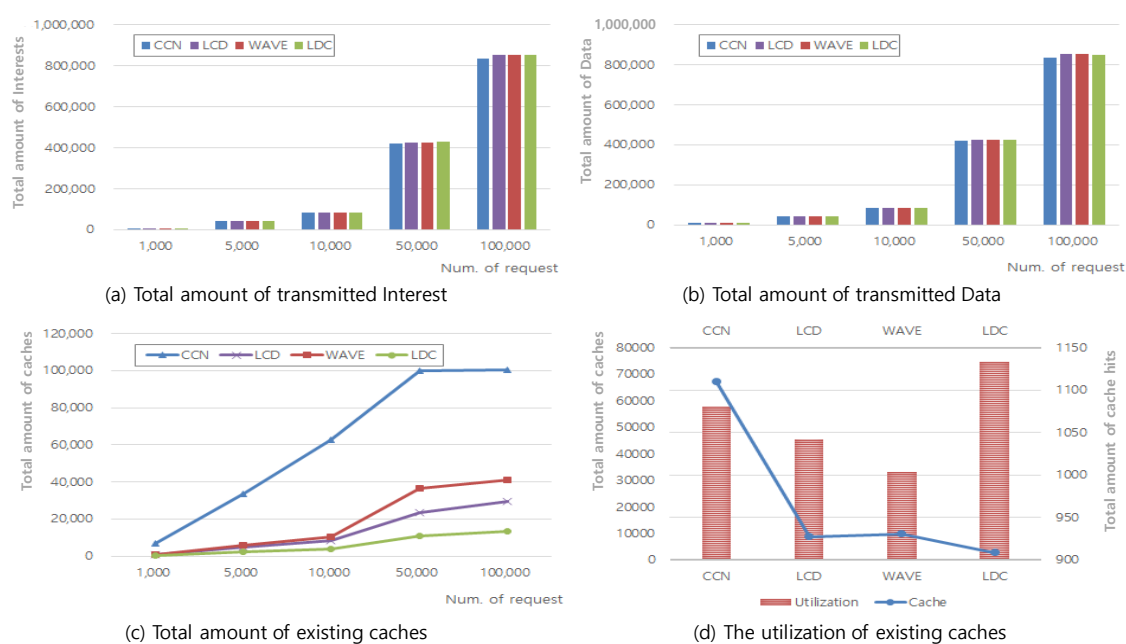 1,000,000
CCN LCD WAVE LDC
800,000
600,000
400,000
200,000
0
1,000 5,000 10,000 50,000 100,000
Total amount of Interests
Num. of request
(a) Total amount of transmitted Interest
1,000,000
CCN LCD WAVE LDC
800,000
600,000
400,000
200,000
0
1,000 5,000 10,000 50,000 100,000
Total amount of Data
Num. of request
(b) Total amount of transmitted Data
120,000
CCN LCD WAVE LDC
100,000
80,000
60,000
40,000
20,000
0
1,000 5,000 10,000 50,000 100,000
Total amount of caches
Num. of request
(c) Total amount of existing caches
CCN LCD WAVE LDC
80000
70000
60000
50000
40000
30000
20000
10000
0
Total amount of caches
1150
1100
1050
1000
950
900
Total amount of cache hits
CCN LCD WAVE LDC
Utilization Cache
(d) The utilization of existing caches